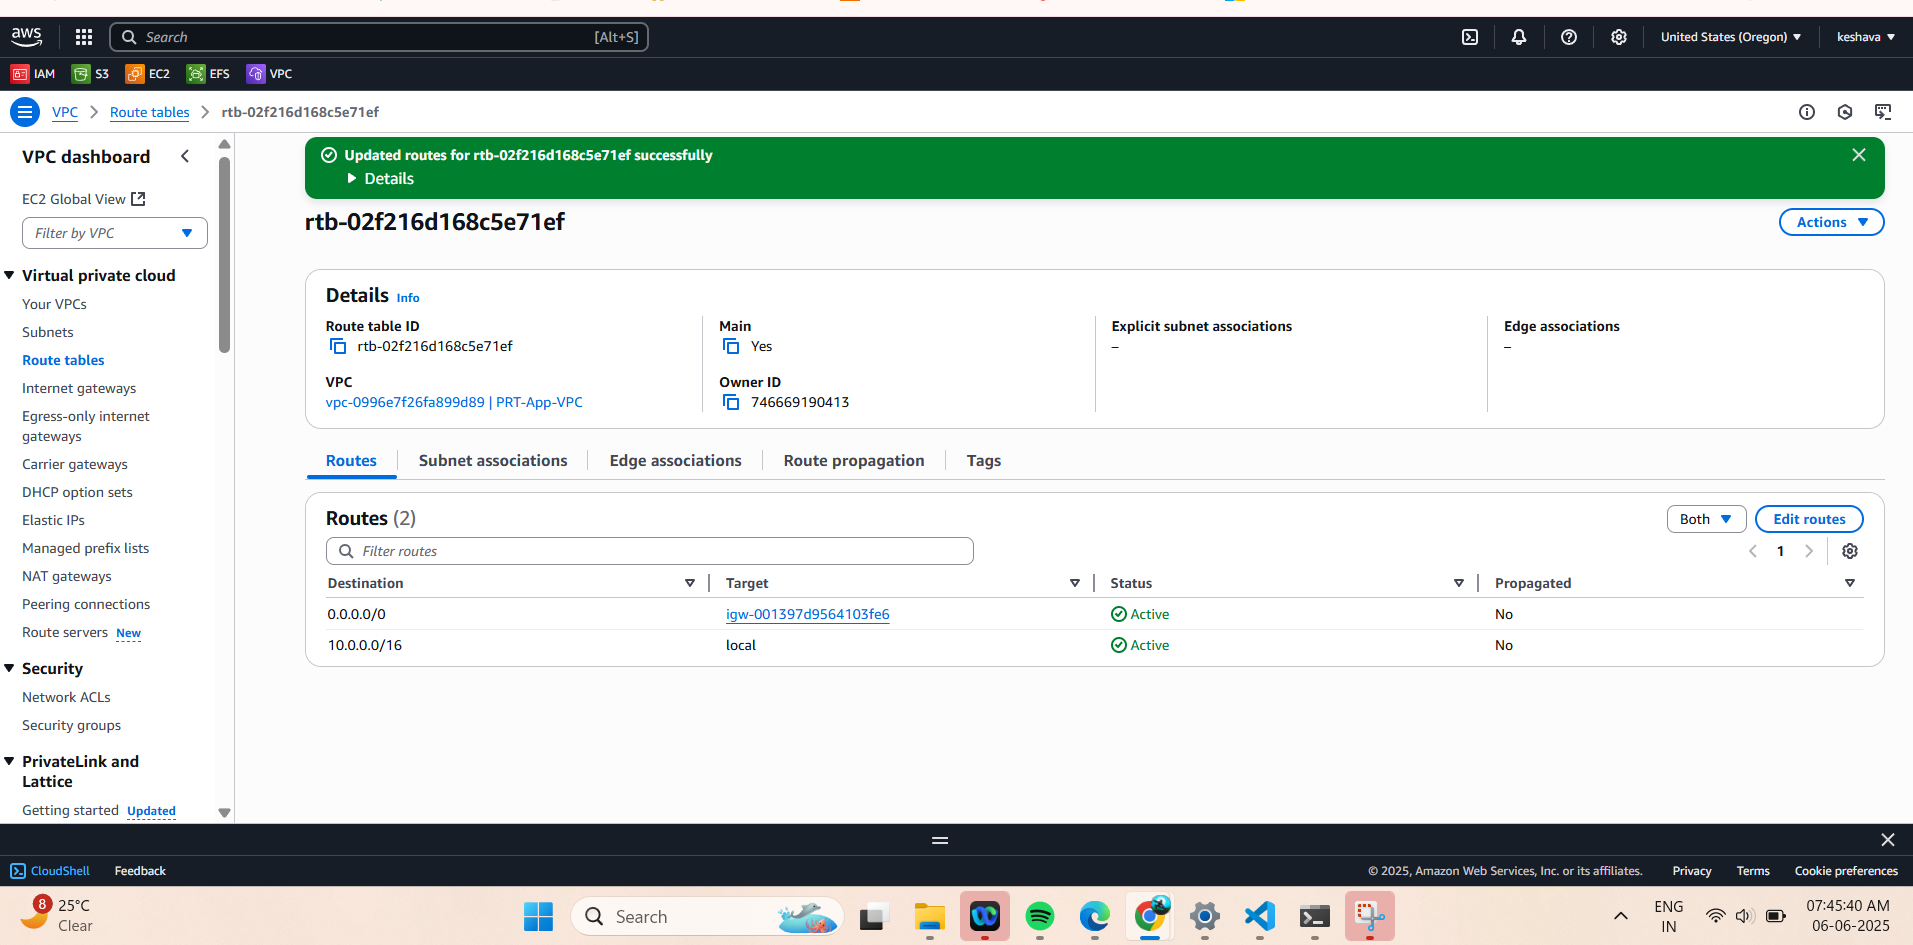 aws
Search [Alt+S]
United States (Oregon) keshava
IAM S3 EC2 EFS VPC
VPC Route tables rtb-02f216d168c5e71ef
VPC dashboard
EC2 Global View
Filter by VPC
Virtual private cloud
Your VPCs
Subnets
Route tables
Internet gateways
Egress-only internet
gateways
Carrier gateways
DHCP option sets
Elastic IPs
Managed prefix lists
NAT gateways
Peering connections
Route servers New
Security
Network ACLs
Security groups
PrivateLink and
Lattice
Getting started Updated
Updated routes for rtb-02f216d168c5e71ef successfully
Details
rtb-02f216d168c5e71ef
Actions
Details Info
Route table ID
rtb-02f216d168c5e71ef
Main
Yes
Explicit subnet associations
–
Edge associations
–
VPC
vpc-0996e7f26fa899d89 | PRT-App-VPC
Owner ID
746669190413
Routes Subnet associations Edge associations Route propagation Tags
Routes (2)
Both Edit routes
Filter routes
1
Destination Target Status Propagated
0.0.0.0/0 igw-001397d9564103fe6 Active No
10.0.0.0/16 local Active No
CloudShell Feedback
© 2025, Amazon Web Services, Inc. or its affiliates. Privacy Terms Cookie preferences
8
25°C
Clear
Search
ENG
IN
07:45:40 AM
06-06-2025